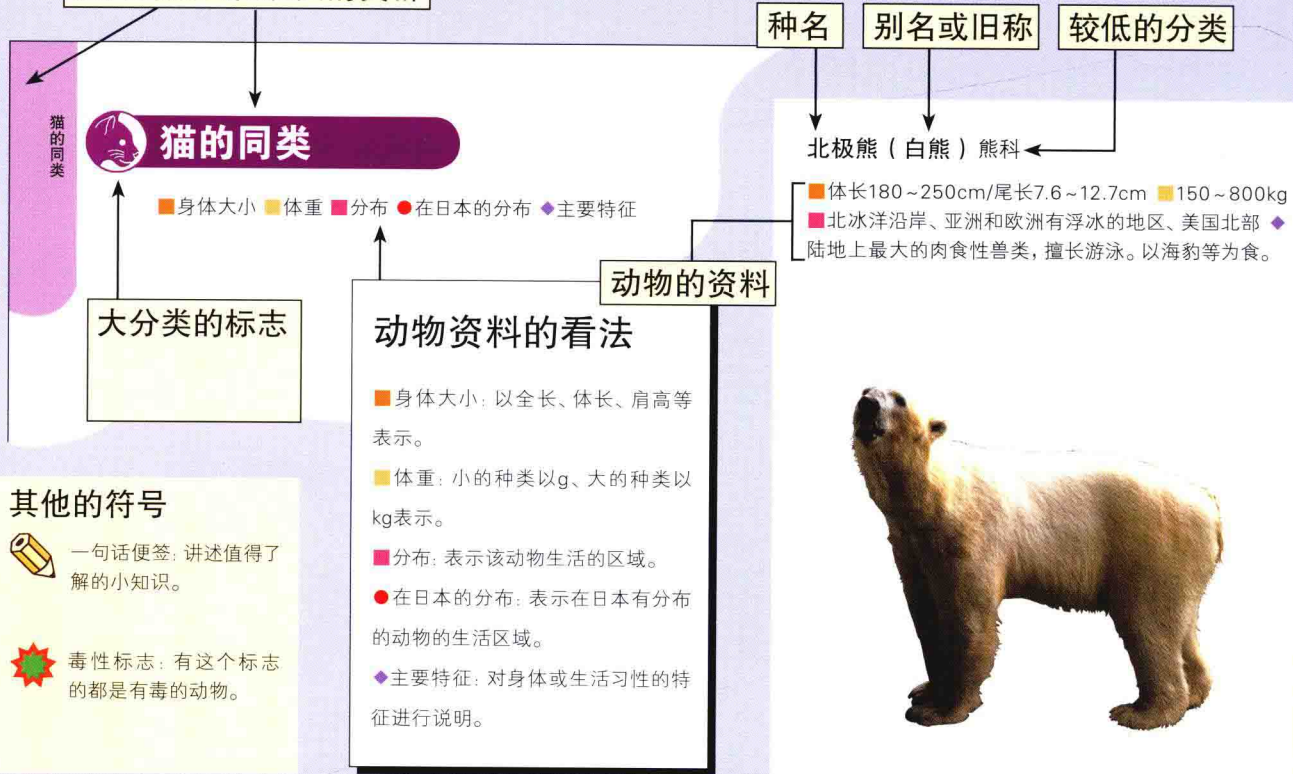 种名
别名或旧称
较低的分类
猫的同类
猫的同类
■身体大小 ■体重 ■分布 ●在日本的分布 ◆主要特征
大分类的标志
北极熊（白熊）熊科
■体长180~250cm/尾长7.6~12.7cm ■150~800kg
■北冰洋沿岸、亚洲和欧洲有浮冰的地区、美国北部 ◆
陆地上最大的肉食性兽类，擅长游泳。以海豹等为食。
动物的资料
动物资料的看法
■身体大小：以全长、体长、肩高等
表示。
■体重：小的种类以g、大的种类以
kg表示。
■分布：表示该动物生活的区域。
●在日本的分布：表示在日本有分布
的动物的生活区域。
◆主要特征：对身体或生活习性的特
征进行说明。
其他的符号
一句话便签：讲述值得了
解的小知识。
毒性标志：有这个标志
的都是有毒的动物。